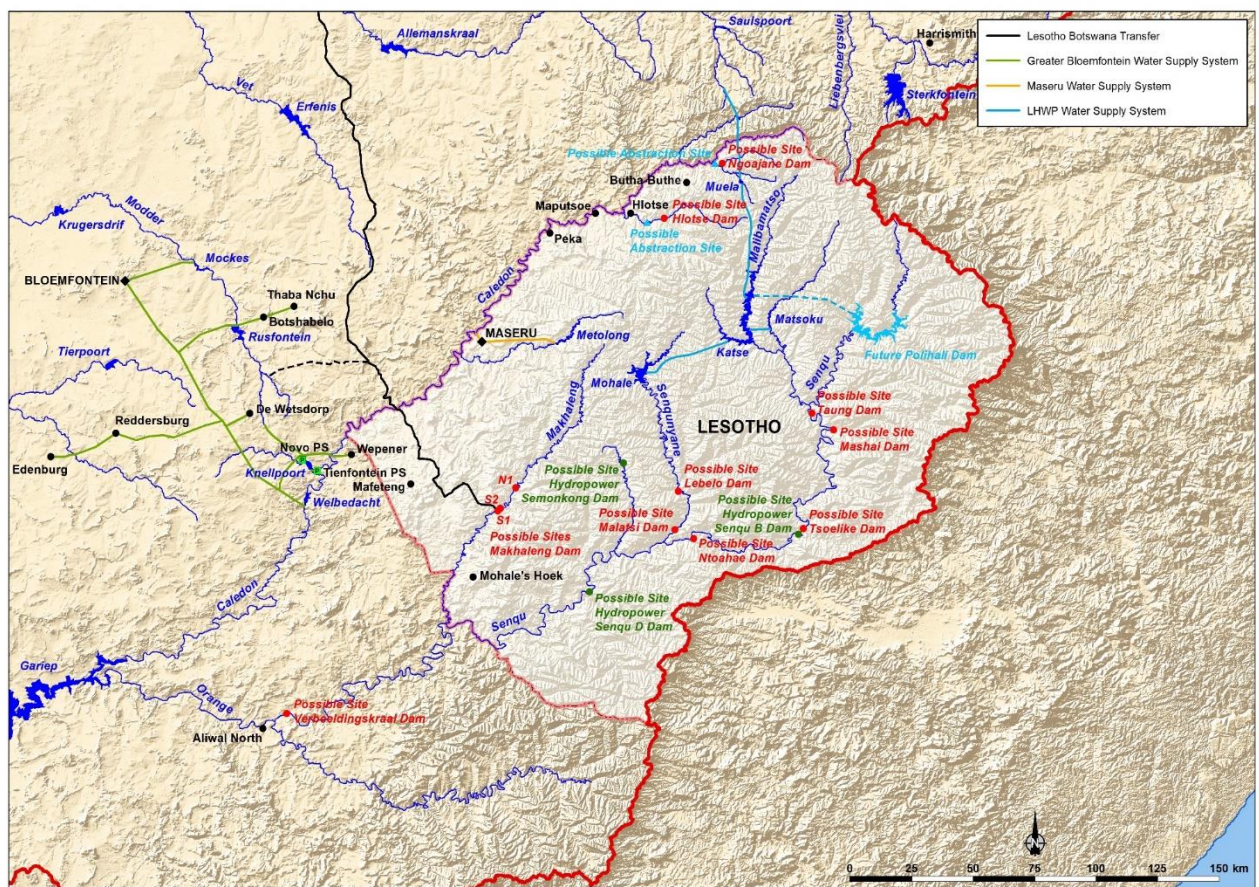 Saulspoort
Harrismith
Allemanskraal
Liebenbergsvlei
Lesotho Botswana Transfer
Greater Bloemfontein Water Supply System
Maseru Water Supply System
LHWP Water Supply System
Vet
Erfenis
Sterkfontein
Possible Abstraction Site
Possible Site
Ngoajane Dam
Butha-Buthe
Muela
Modder
Krugersdrif
Maputsoe
Hlotse
Possible Site
Hlotse Dam
Possible
Abstraction Site
Malibamatso
Peka
Mockes
BLOEMFONTEIN
Caledon
Thaba Nchu
Botshabelo
Rusfontein
MASERU
Metolong
Matsoku
Katse
Senqu
Future Polihali Dam
Tierpoort
Mohale
Makhaleng
Senqunyane
Reddersburg
De Wetsdorp
LESOTHO
Possible Site
Taung Dam
Possible Site
Mashai Dam
Edenburg
Novo PS
Wepener
Knellpoort
Tienfontein PS
Mafeteng
Welbedacht
N1
S2
S1
Possible Sites
Makhaleng Dam
Possible Site
Hydropower
Semonkong Dam
Possible Site
Lebelo Dam
Possible Site
Malatsi Dam
Possible Site
Hydropower
Senqu B Dam
Possible Site
Tsoelike Dam
Possible Site
Ntoahae Dam
Mohale's Hoek
Caledon
Senqu
Possible Site
Hydropower
Senqu D Dam
Gariep
Orange
Possible Site
Verbeeldingskraal Dam
Aliwal North
N
0 25 50 75 100 125 150 km